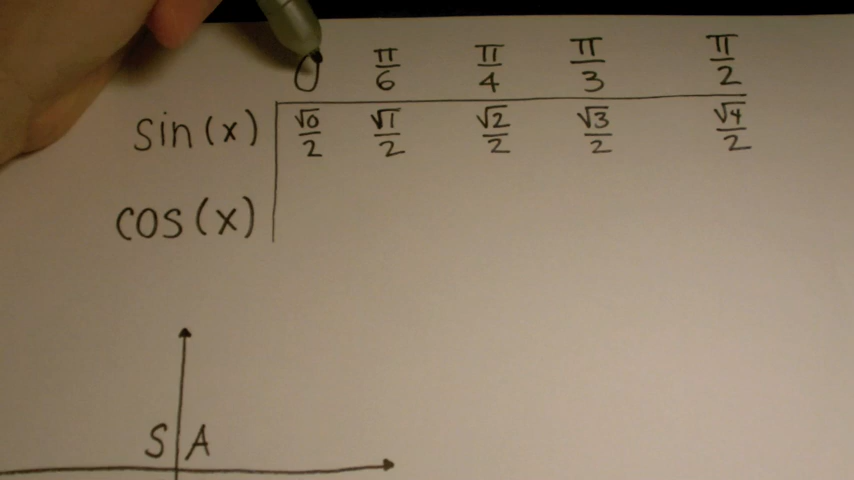 0 π/6 π/4 π/3 π/2
sin(x) √0/2 √1/2 √2/2 √3/2 √4/2
cos(x)
S A